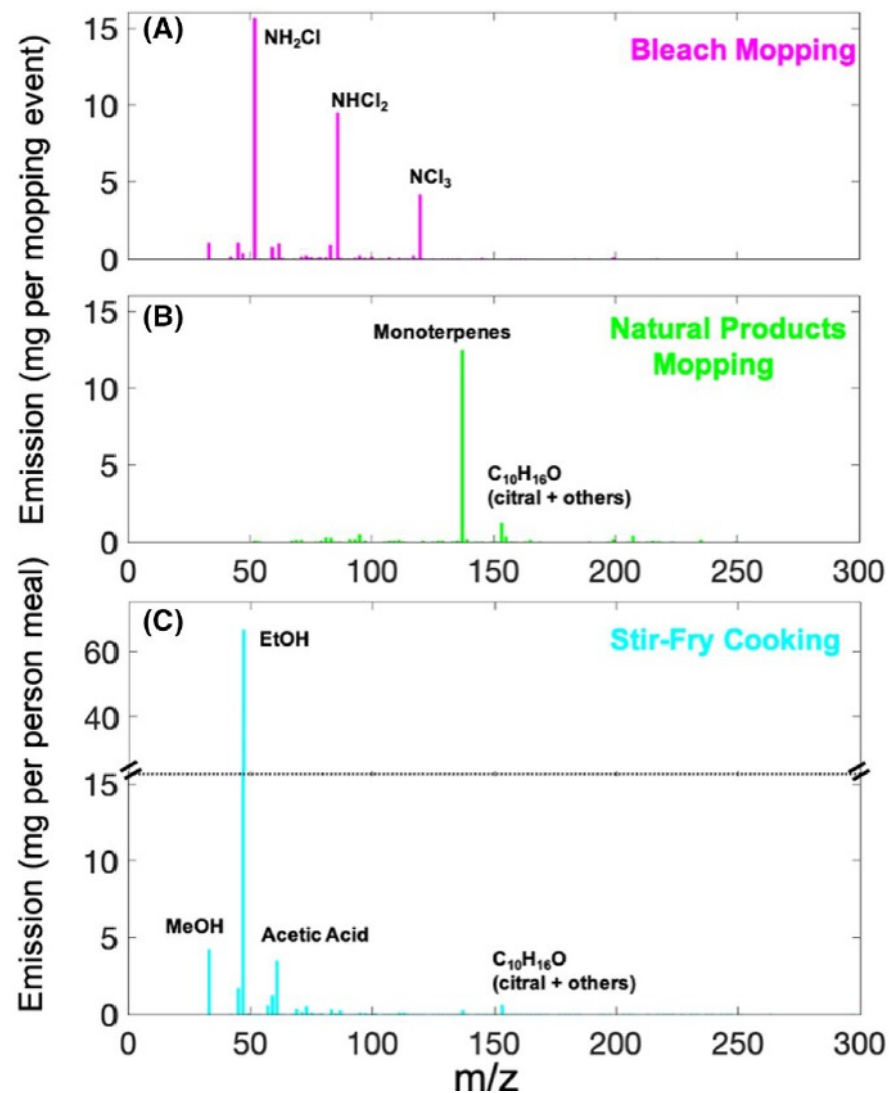 Emission (mg per mopping event)
(A)
Bleach Mopping
15
10
5
0
NH₂Cl
NHCl₂
NCl₃
(B)
Natural Products
Mopping
15
10
5
0
Monoterpenes
C₁₀H₁₆O
(citral + others)
0 50 100 150 200 250 300
Emission (mg per person meal)
(C)
Stir-Fry Cooking
60
40
15
10
5
0
EtOH
MeOH
Acetic Acid
C₁₀H₁₆O
(citral + others)
0 50 100 150 200 250 300
m/z